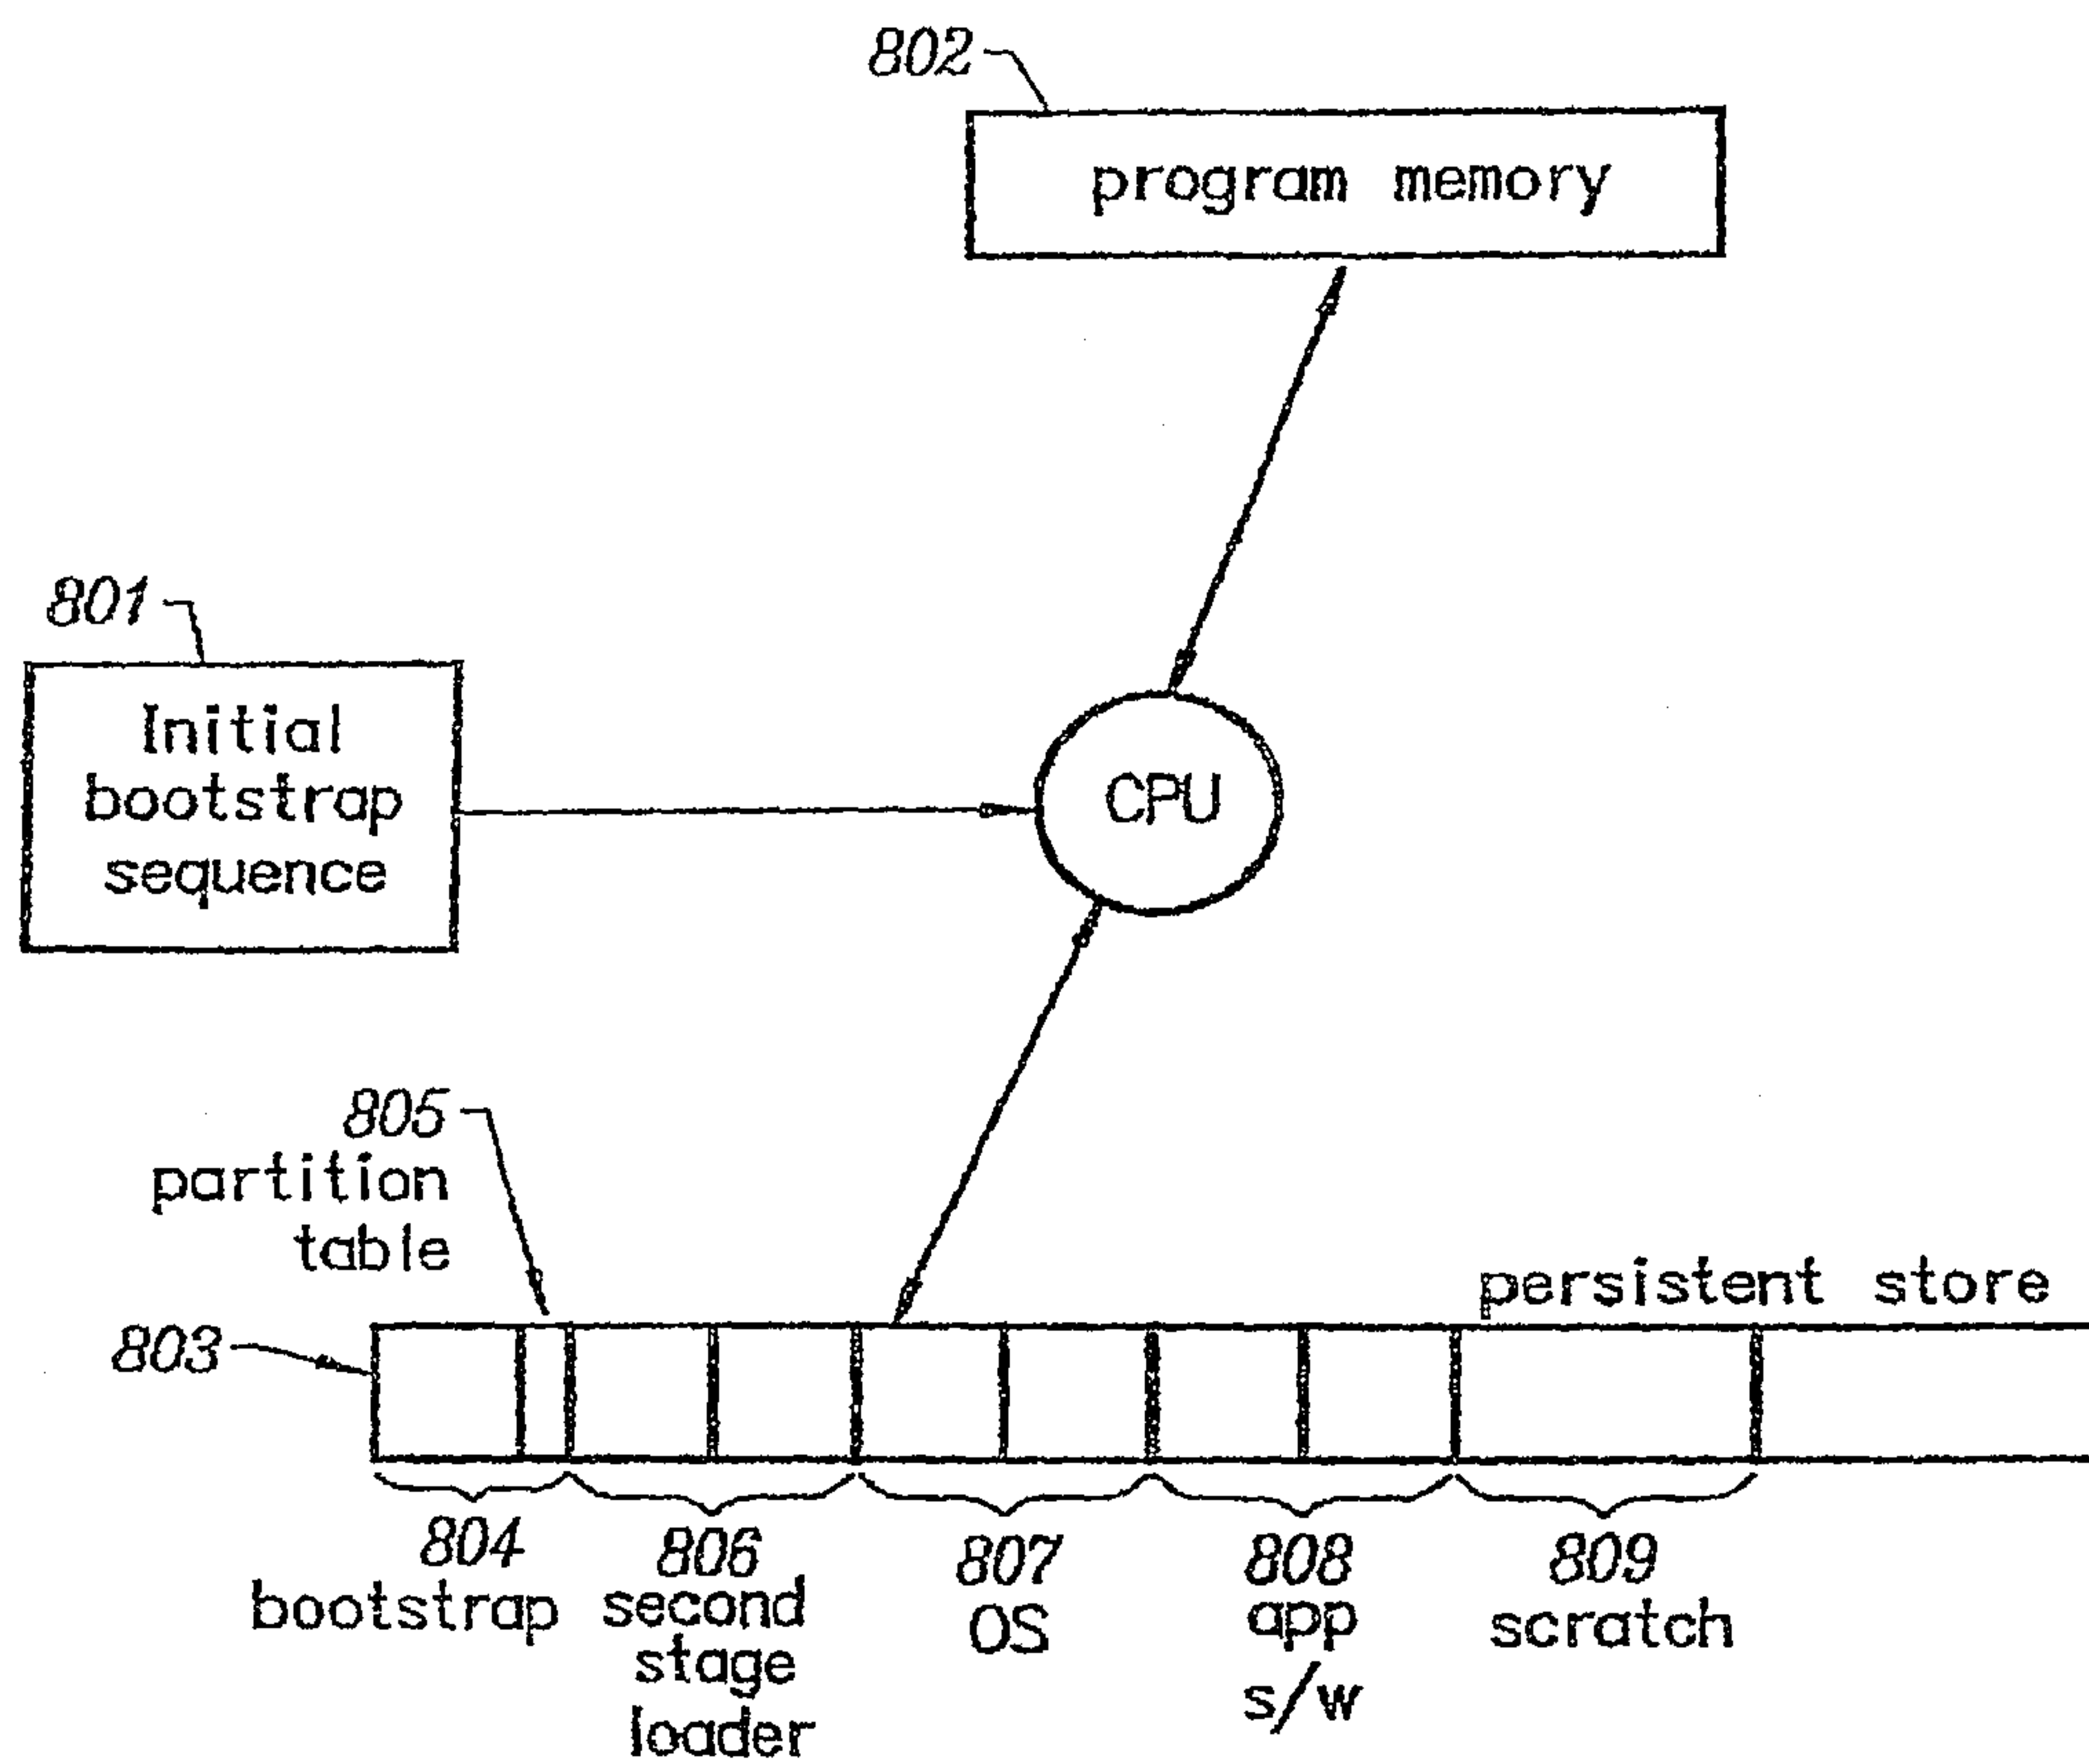 802
program memory
801
Initial
bootstrap
sequence
CPU
805
partition
table
persistent store
803
804
bootstrap
806
second
stage
loader
807
OS
808
app
s/w
809
scratch